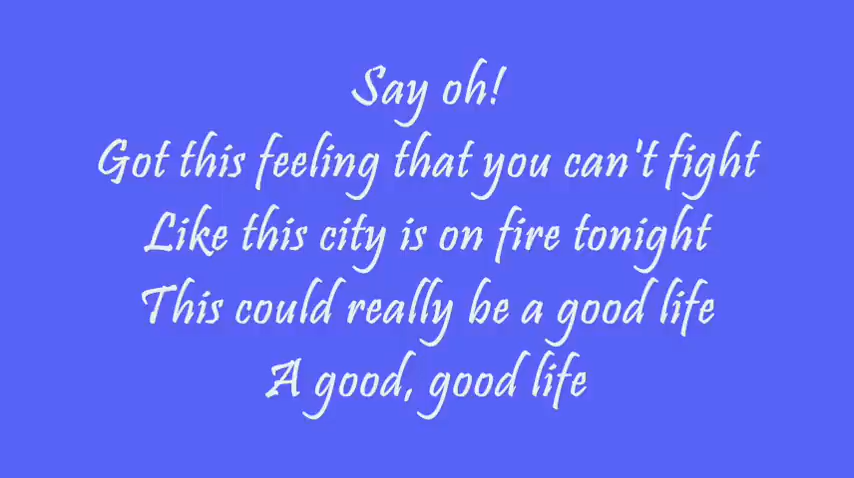 Say oh!
Got this feeling that you can't fight
Like this city is on fire tonight
This could really be a good life
A good, good life